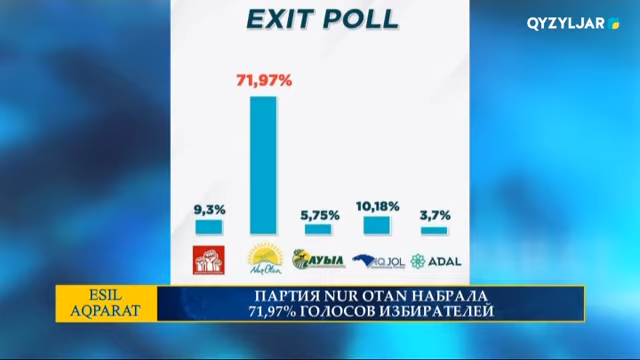 QYZYLJAR
EXIT POLL
71,97%
9,3%
5,75%
10,18%
3,7%
Nur Otan
АУЫЛ
AQ JOL
ADAL
ESIL
AQPARAT
ПАРТИЯ NUR OTAN НАБРАЛА
71,97% ГОЛОСОВ ИЗБИРАТЕЛЕЙ